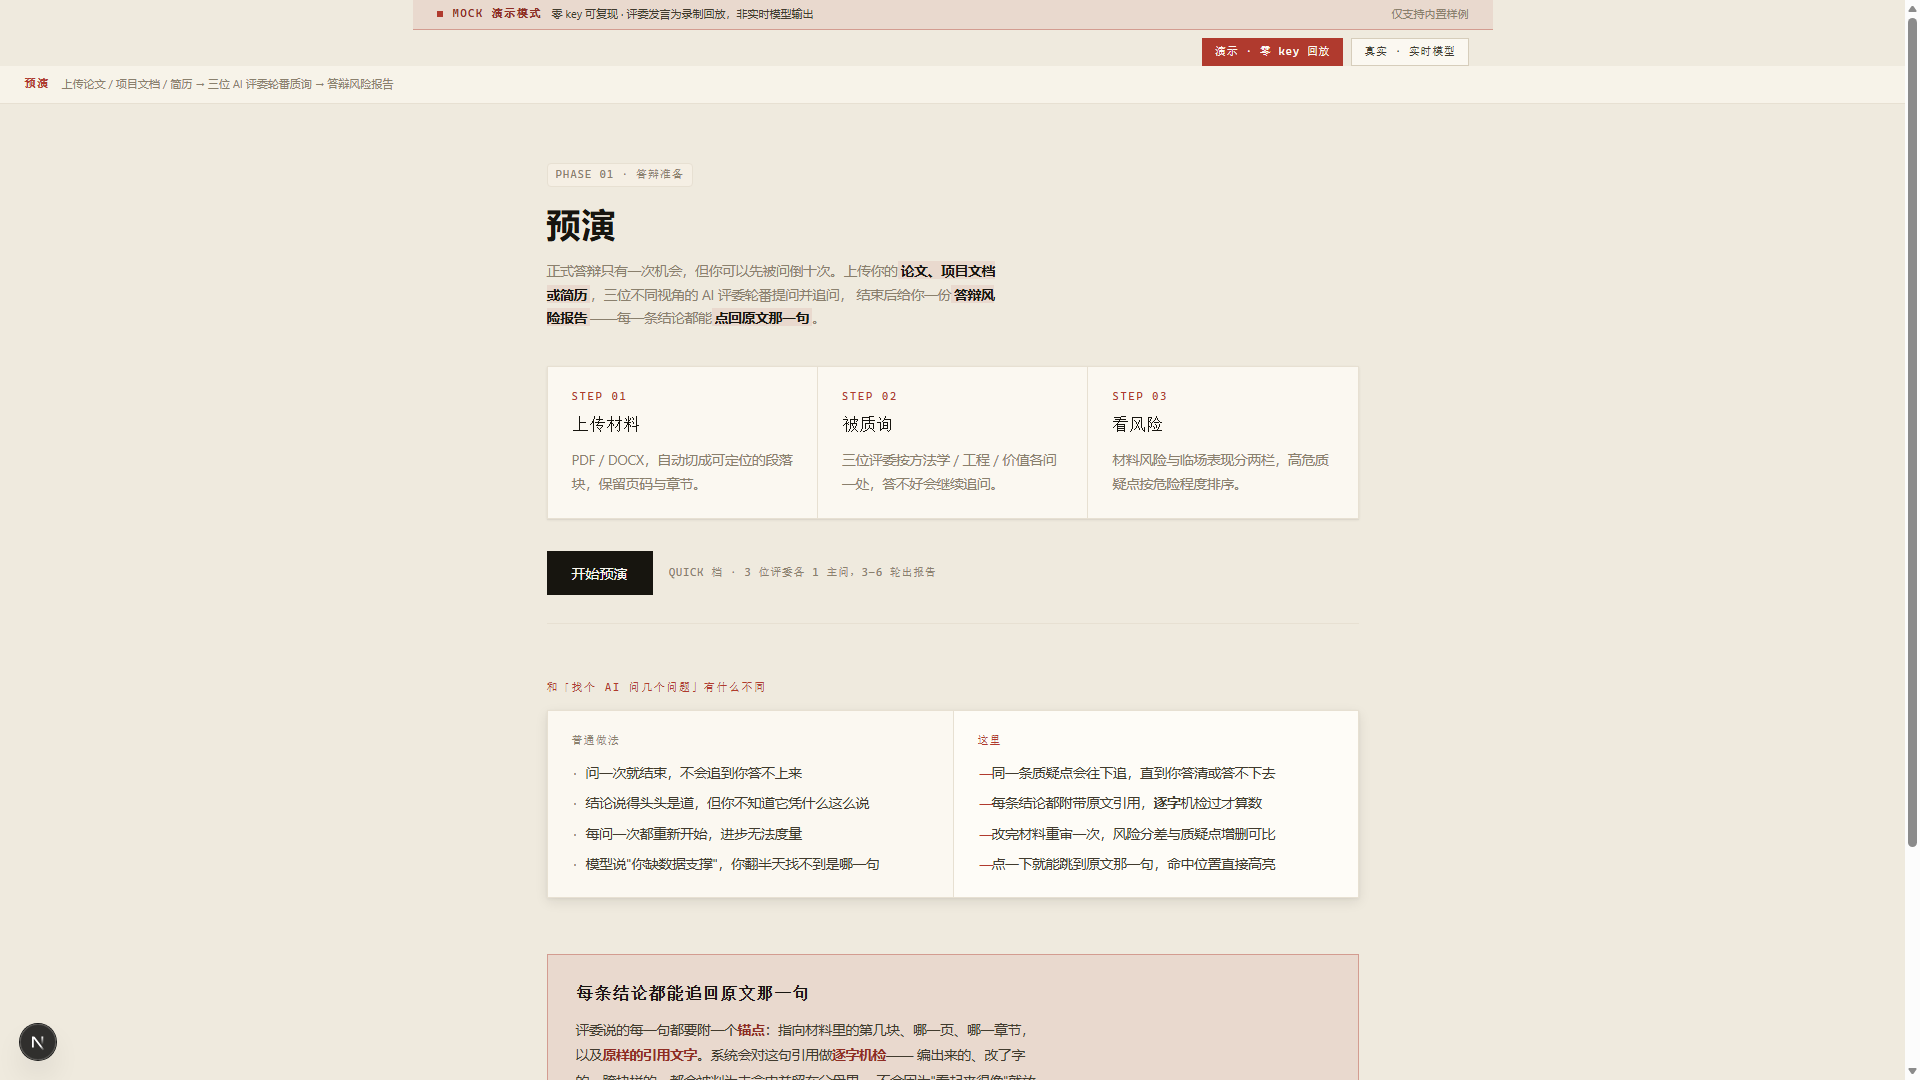 MOCK 演示模式 零 key 可复现 · 评委发言为录制回放，非实时模型输出
仅支持内置样例
演示 · 零 key 回放
真实 · 实时模型
预演 上传论文 / 项目文档 / 简历 → 三位 AI 评委轮番质询 → 答辩风险报告
PHASE 01 · 答辩准备
预演
正式答辩只有一次机会，但你可以先被问倒十次。上传你的 论文、项目文档
或简历 ，三位不同视角的 AI 评委轮番提问并追问， 结束后给你一份 答辩风
险报告 ——每一条结论都能 点回原文那一句 。
STEP 01
上传材料
PDF / DOCX，自动切成可定位的段落
块，保留页码与章节。
STEP 02
被质询
三位评委按方法学 / 工程 / 价值各问
一处，答不好会继续追问。
STEP 03
看风险
材料风险与临场表现分两栏，高危质
疑点按危险程度排序。
开始预演
QUICK 档 · 3 位评委各 1 主问，3–6 轮出报告
和「找个 AI 问几个问题」有什么不同
普通做法
· 问一次就结束，不会追到你答不上来
· 结论说得头头是道，但你不知道它凭什么这么说
· 每问一次都重新开始，进步无法度量
· 模型说"你缺数据支撑"，你翻半天找不到是哪一句
这里
—同一条质疑点会往下追，直到你答清或答不下去
—每条结论都附带原文引用，逐字机检过才算数
—改完材料重审一次，风险分差与质疑点增删可比
—点一下就能跳到原文那一句，命中位置直接高亮
每条结论都能追回原文那一句
评委说的每一句都要附一个锚点：指向材料里的第几块、哪一页、哪一章节，
以及原样的引用文字。系统会对这句引用做逐字机检—— 编出来的、改了字
N